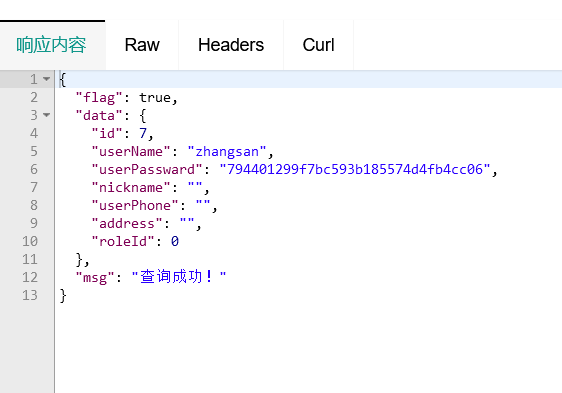 响应内容 Raw Headers Curl
1 {
2 "flag": true,
3 "data": {
4 "id": 7,
5 "userName": "zhangsan",
6 "userPassward": "794401299f7bc593b185574d4fb4cc06",
7 "nickname": "",
8 "userPhone": "",
9 "address": "",
10 "roleId": 0
11 },
12 "msg": "查询成功！"
13 }